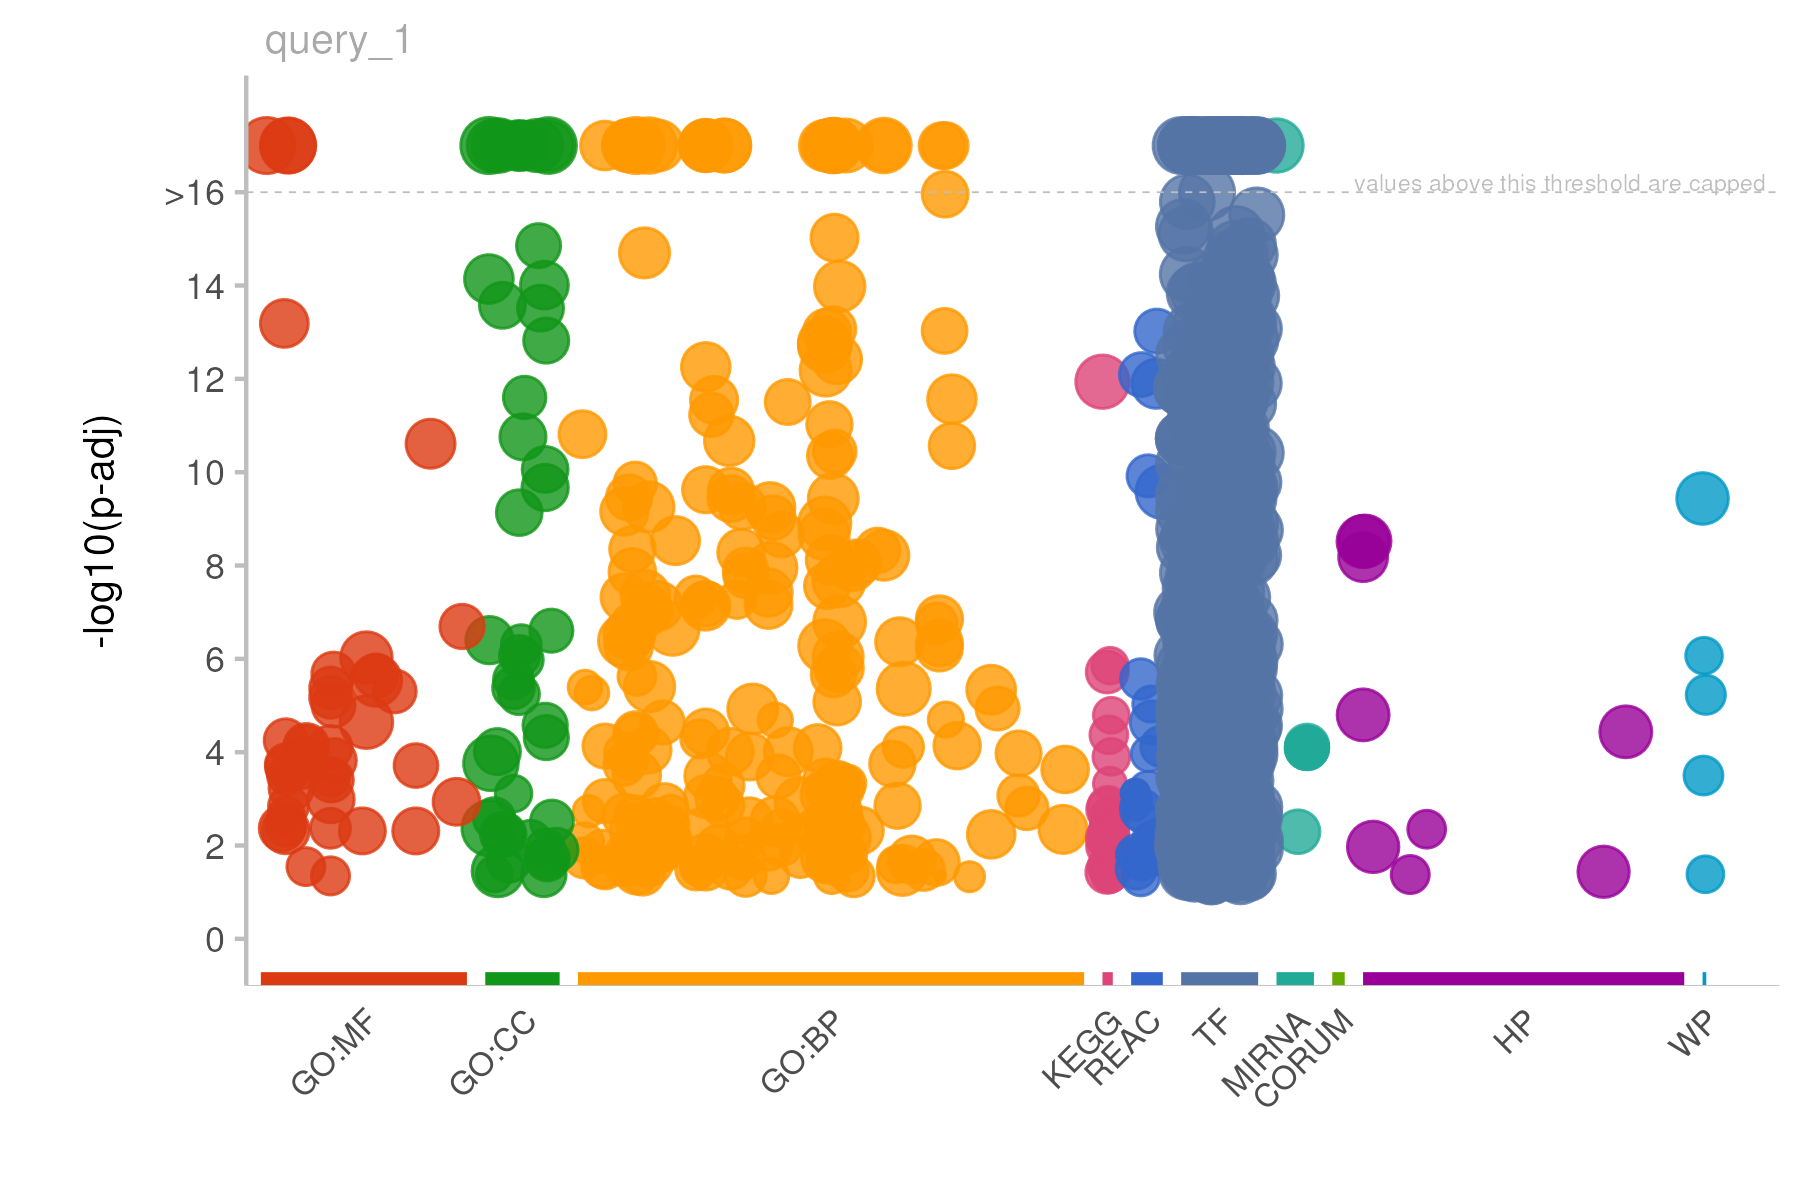 query_1
values above this threshold are capped
>16
14
12
10
8
6
4
2
0
-log10(p-adj)
GO:MF
GO:CC
GO:BP
KEGG
REAC
TF
MIRNA
CORUM
HP
WP